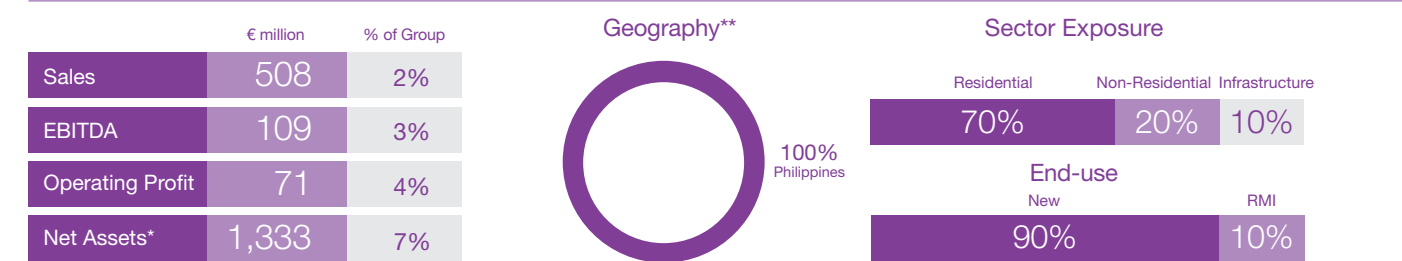 € million % of Group
Sales 508 2%
EBITDA 109 3%
Operating Profit 71 4%
Net Assets* 1,333 7%
Geography**
100%
Philippines
Sector Exposure
Residential Non-Residential Infrastructure
70% 20% 10%
End-use
New RMI
90% 10%